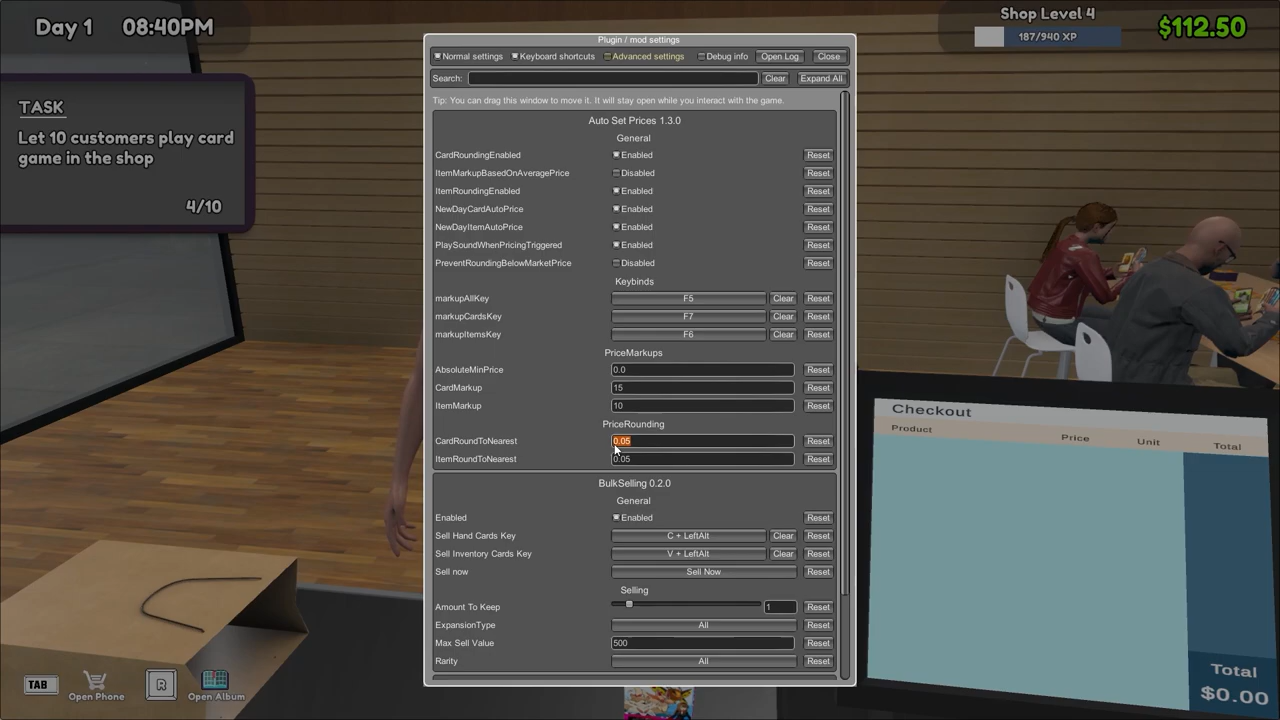 Day 1 08:40PM
Shop Level 4
187/940 XP
$112.50
TASK
Let 10 customers play card
game in the shop
4/10
Plugin / mod settings
Normal settings Keyboard shortcuts Advanced settings Debug info Open Log Close
Search: Clear Expand All
Tip: You can drag this window to move it. It will stay open while you interact with the game.
Auto Set Prices 1.3.0
General
CardRoundingEnabled Enabled Reset
ItemMarkupBasedOnAveragePrice Disabled Reset
ItemRoundingEnabled Enabled Reset
NewDayCardAutoPrice Enabled Reset
NewDayItemAutoPrice Enabled Reset
PlaySoundWhenPricingTriggered Enabled Reset
PreventRoundingBelowMarketPrice Disabled Reset
Keybinds
markupAllKey F5 Clear Reset
markupCardsKey F7 Clear Reset
markupItemsKey F6 Clear Reset
PriceMarkups
AbsoluteMinPrice 0.0 Reset
CardMarkup 15 Reset
ItemMarkup 10 Reset
PriceRounding
CardRoundToNearest 0.05 Reset
ItemRoundToNearest 0.05 Reset
BulkSelling 0.2.0
General
Enabled Enabled Reset
Sell Hand Cards Key C + LeftAlt Clear Reset
Sell Inventory Cards Key V + LeftAlt Clear Reset
Sell now Sell Now Reset
Selling
Amount To Keep 1 Reset
ExpansionType All Reset
Max Sell Value 500 Reset
Rarity All Reset
Checkout
Product Price Unit Total
Total
$0.00
TAB Open Phone R Open Album